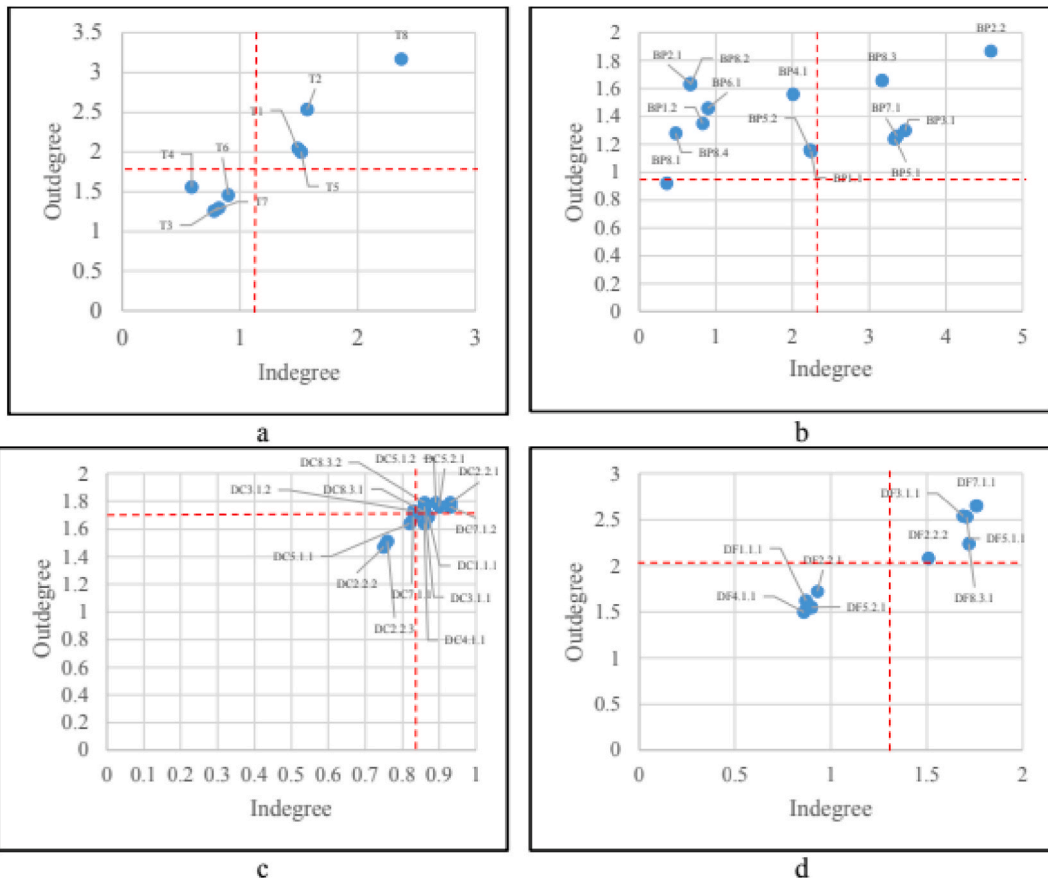 3.5
3
2.5
2
1.5
1
0.5
0
0 1 2 3
Outdegree
Indegree
T8
T2
T1
T6
T4
T5
T7
T3
a
2
1.8
1.6
1.4
1.2
1
0.8
0.6
0.4
0.2
0
0 1 2 3 4 5
Outdegree
Indegree
BP2.2
BP2.1
BP8.2
BP8.3
BP4.1
BP6.1
BP1.2
BP7.1
BP3.1
BP5.2
BP8.4
BP8.1
BP1.1
BP5.1
b
2
1.8
1.6
1.4
1.2
1
0.8
0.6
0.4
0.2
0
0 0.1 0.2 0.3 0.4 0.5 0.6 0.7 0.8 0.9 1
Outdegree
Indegree
DC5.1.2
DC5.2.1
DC8.3.2
DC2.2.1
DC3.1.2
DC8.3.1
DC7.1.2
DC5.1.1
DC1.1.1
DC2.2.2
DC7.1.1
DC3.1.1
DC2.2.3
DC4.1.1
c
3
2.5
2
1.5
1
0.5
0
0 0.5 1 1.5 2
Outdegree
Indegree
DF7.1.1
DF3.1.1
DF2.2.2
DF5.1.1
DF1.1.1
DF2.2.1
DF4.1.1
DF5.2.1
DF8.3.1
d